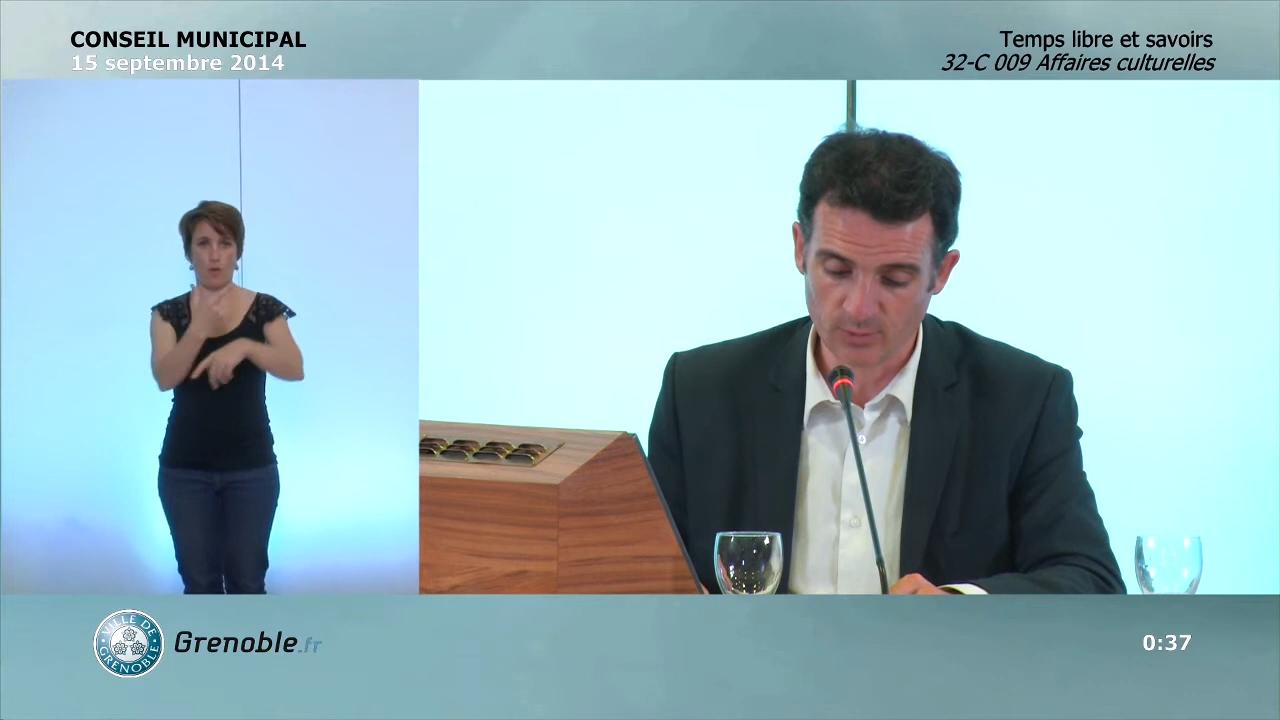 CONSEIL MUNICIPAL
15 septembre 2014
Temps libre et savoirs
32-C 009 Affaires culturelles
VILLE DE
GRENOBLE
Grenoble.fr
0:37